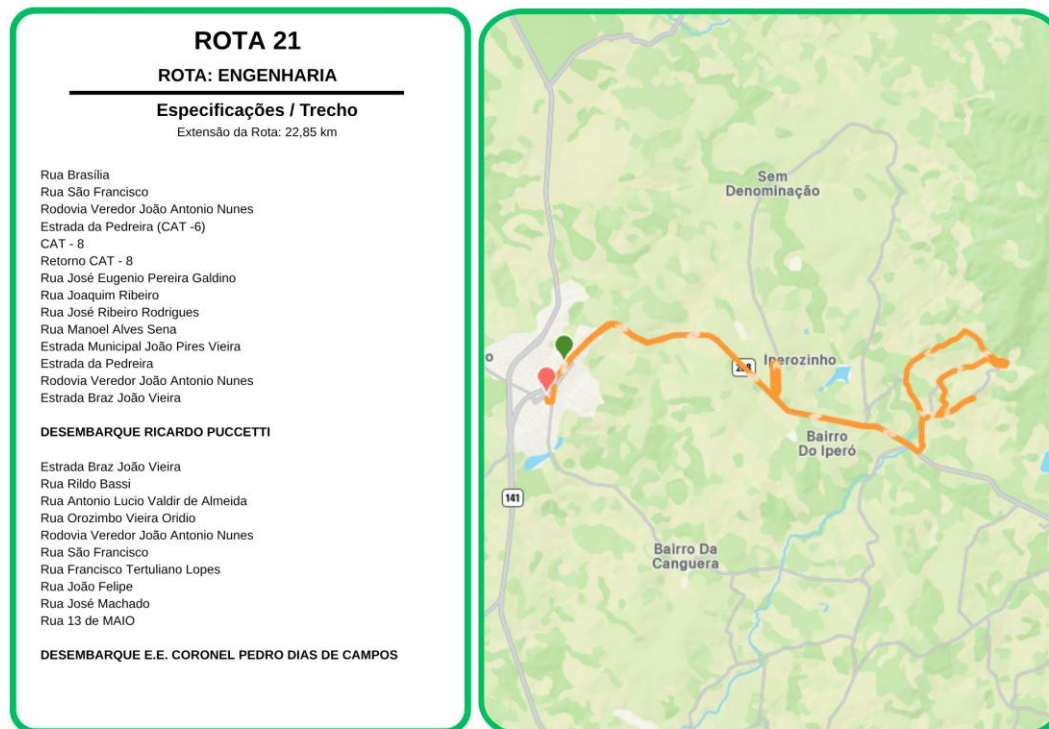 ROTA 21
ROTA: ENGENHARIA
Especificações / Trecho
Extensão da Rota: 22,85 km
Rua Brasília
Rua São Francisco
Rodovia Veredor João Antonio Nunes
Estrada da Pedreira (CAT -6)
CAT - 8
Retorno CAT - 8
Rua José Eugenio Pereira Galdino
Rua Joaquim Ribeiro
Rua José Ribeiro Rodrigues
Rua Manoel Alves Sena
Estrada Municipal João Pires Vieira
Estrada da Pedreira
Rodovia Veredor João Antonio Nunes
Estrada Braz João Vieira
DESEMBARQUE RICARDO PUCCETTI
Estrada Braz João Vieira
Rua Rildo Bassi
Rua Antonio Lucio Valdir de Almeida
Rua Orozimbo Vieira Oridio
Rodovia Veredor João Antonio Nunes
Rua São Francisco
Rua Francisco Tertuliano Lopes
Rua João Felipe
Rua José Machado
Rua 13 de MAIO
DESEMBARQUE E.E. CORONEL PEDRO DIAS DE CAMPOS
Sem
Denominação
o
Iperozinho
Bairro
Do Iperó
141
Bairro Da
Canguera